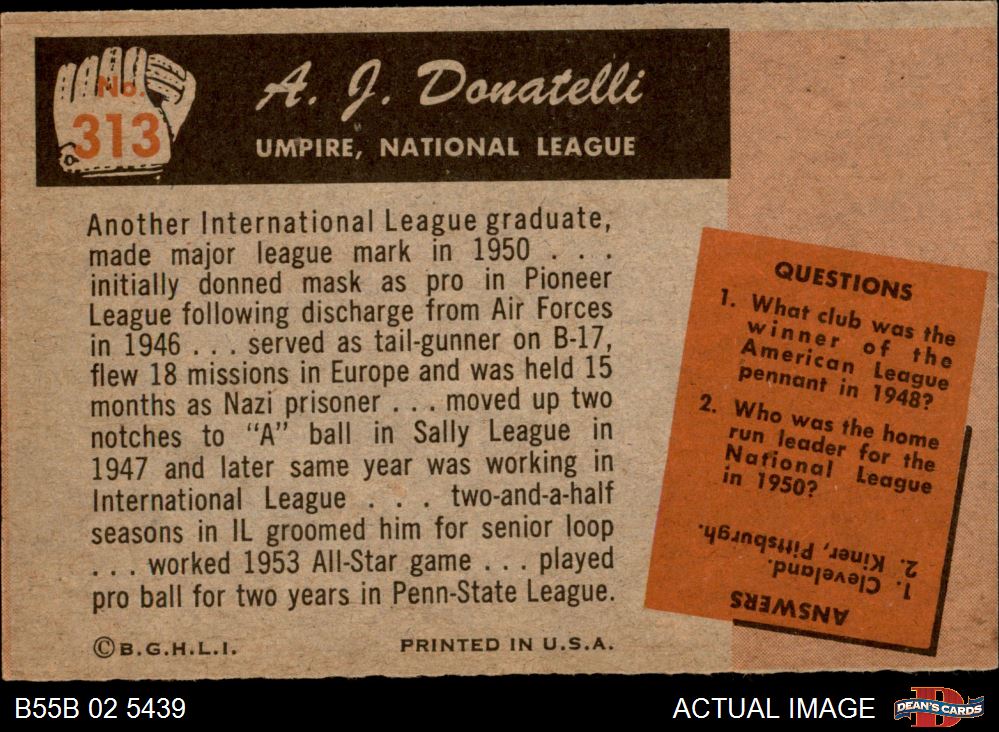 No.
313
A. J. Donatelli
UMPIRE, NATIONAL LEAGUE
Another International League graduate,
made major league mark in 1950 . . .
initially donned mask as pro in Pioneer
League following discharge from Air Forces
in 1946 . . . served as tail-gunner on B-17,
flew 18 missions in Europe and was held 15
months as Nazi prisoner . . . moved up two
notches to "A" ball in Sally League in
1947 and later same year was working in
International League . . . two-and-a-half
seasons in IL groomed him for senior loop
. . . worked 1953 All-Star game . . . played
pro ball for two years in Penn-State League.
©B.G.H.L.I.
PRINTED IN U.S.A.
QUESTIONS
1. What club was the
winner of the
American League
pennant in 1948?
2. Who was the home
run leader for the
National League
in 1950?
ANSWERS
1. Cleveland.
2. Kiner, Pittsburgh.
B55B 02 5439
ACTUAL IMAGE
D
DEAN'S CARDS